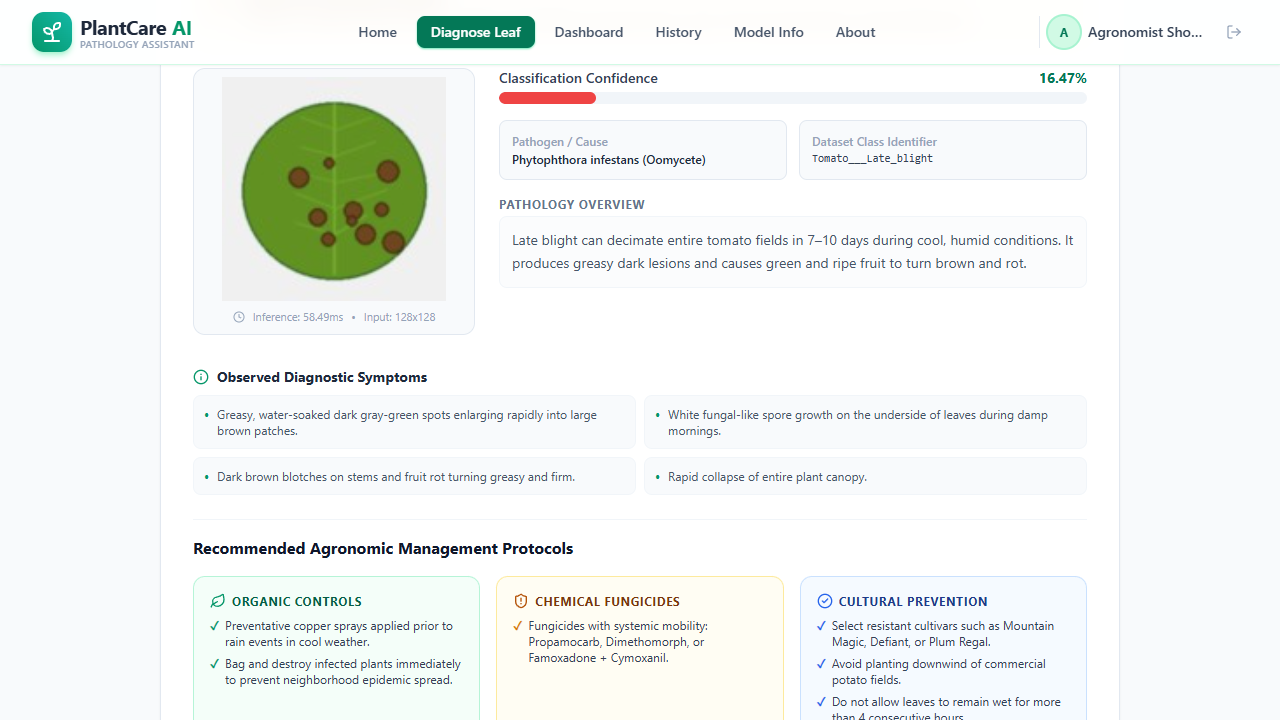 PlantCare AI
PATHOLOGY ASSISTANT
Home
Diagnose Leaf
Dashboard
History
Model Info
About
A
Agronomist Sho...
Classification Confidence
16.47%
Pathogen / Cause
Phytophthora infestans (Oomycete)
Dataset Class Identifier
Tomato___Late_blight
PATHOLOGY OVERVIEW
Late blight can decimate entire tomato fields in 7–10 days during cool, humid conditions. It
produces greasy dark lesions and causes green and ripe fruit to turn brown and rot.
Inference: 58.49ms • Input: 128x128
Observed Diagnostic Symptoms
• Greasy, water-soaked dark gray-green spots enlarging rapidly into large
brown patches.
• White fungal-like spore growth on the underside of leaves during damp
mornings.
• Dark brown blotches on stems and fruit rot turning greasy and firm.
• Rapid collapse of entire plant canopy.
Recommended Agronomic Management Protocols
ORGANIC CONTROLS
✓ Preventative copper sprays applied prior to
rain events in cool weather.
✓ Bag and destroy infected plants immediately
to prevent neighborhood epidemic spread.
CHEMICAL FUNGICIDES
✓ Fungicides with systemic mobility:
Propamocarb, Dimethomorph, or
Famoxadone + Cymoxanil.
CULTURAL PREVENTION
✓ Select resistant cultivars such as Mountain
Magic, Defiant, or Plum Regal.
✓ Avoid planting downwind of commercial
potato fields.
✓ Do not allow leaves to remain wet for more
than 4 consecutive hours